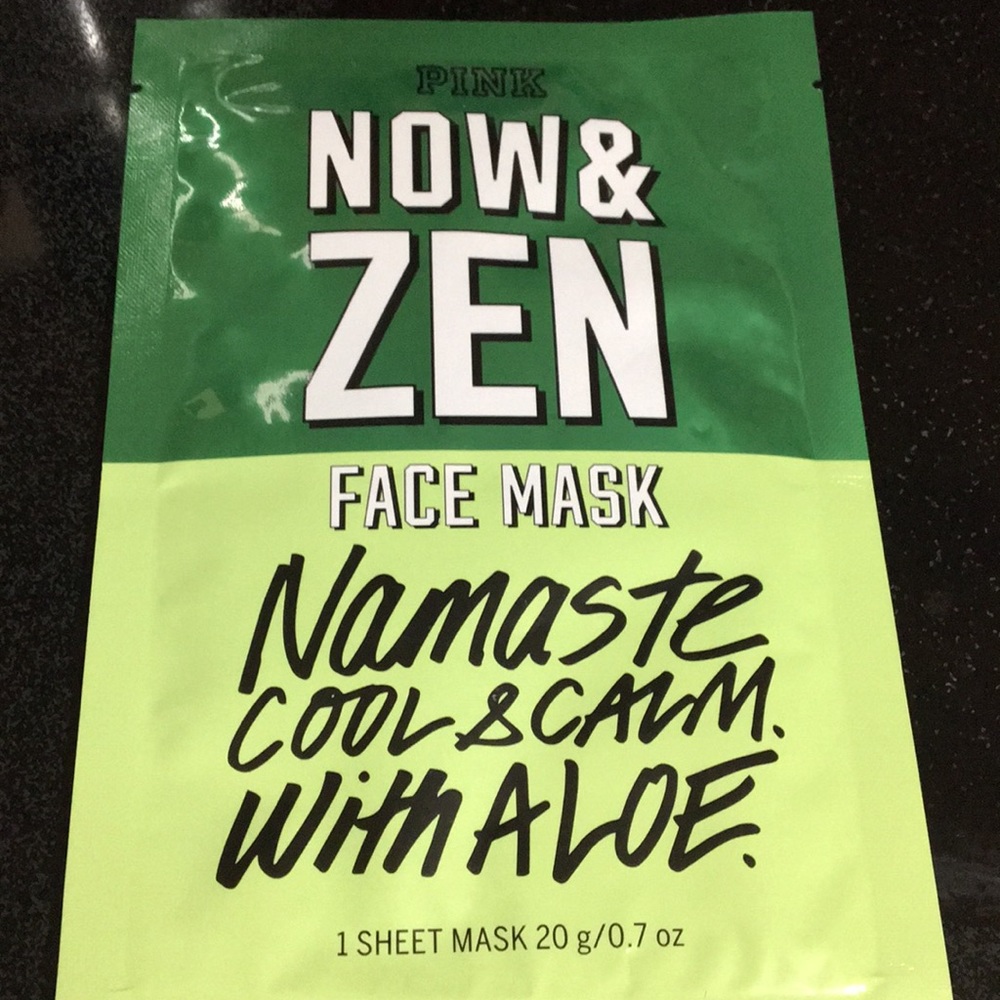 PINK
NOW&
ZEN
FACE MASK
Namaste
COOL & CALM.
With ALOE.
1 SHEET MASK 20 g/0.7 oz